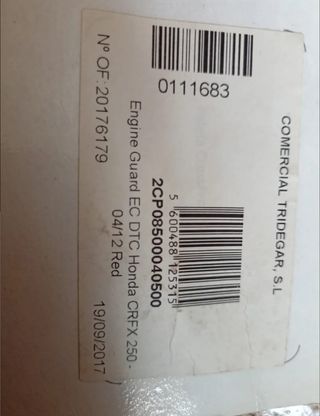 COMERCIAL TRIDEGAR, S.L
0111683
5 600488 125315
2CP08500040500
Engine Guard EC DTC Honda CRFX 250 -
04/12 Red
Nº OF: 20176179
19/09/2017